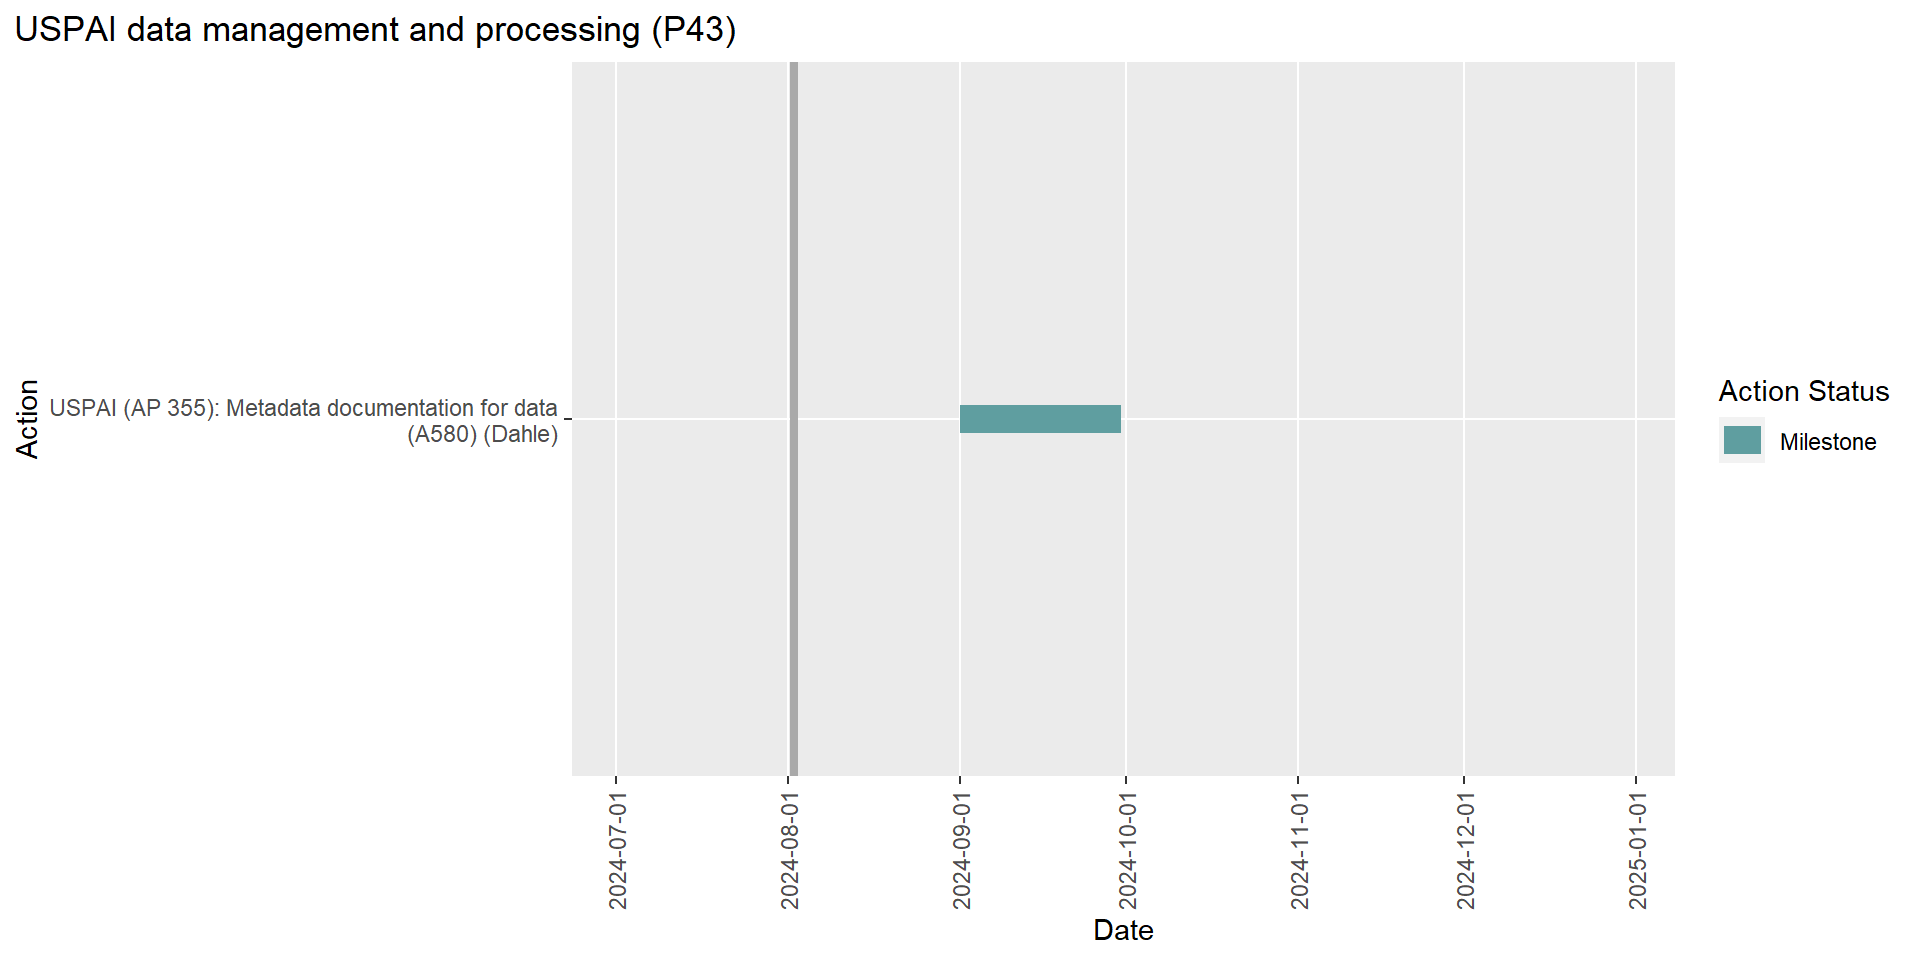 USPAI data management and processing (P43)
Action
USPAI (AP 355): Metadata documentation for data
(A580) (Dahle)
Action Status
Milestone
2024-07-01
2024-08-01
2024-09-01
2024-10-01
2024-11-01
2024-12-01
2025-01-01
Date